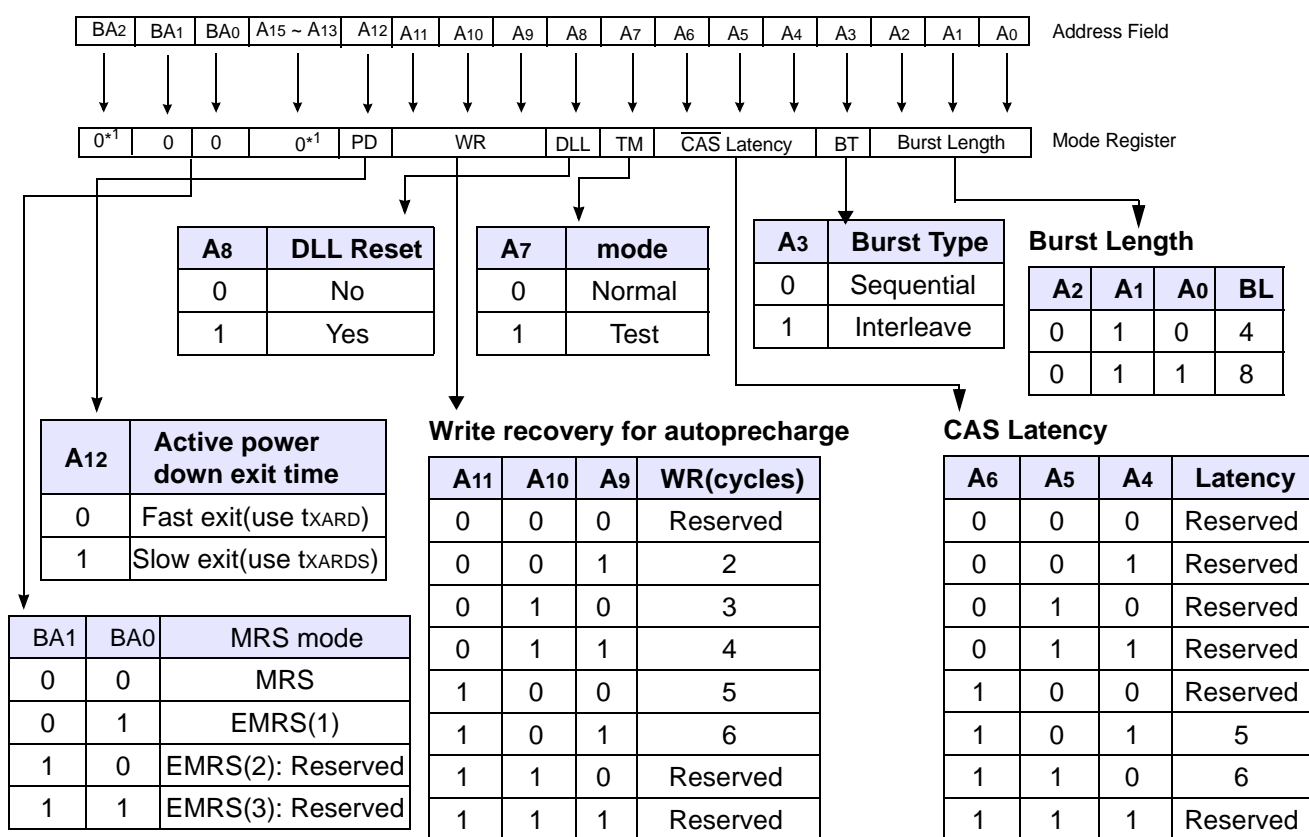 BA2 BA1 BA0 A15 ~ A13 A12 A11 A10 A9 A8 A7 A6 A5 A4 A3 A2 A1 A0 Address Field
0*1 0 0 0*1 PD WR DLL TM CAS Latency BT Burst Length Mode Register
A8 DLL Reset
0 No
1 Yes
A7 mode
0 Normal
1 Test
A3 Burst Type
0 Sequential
1 Interleave
Burst Length
A2 A1 A0 BL
0 1 0 4
0 1 1 8
A12 Active power
down exit time
0 Fast exit(use tXARD)
1 Slow exit(use tXARDS)
BA1 BA0 MRS mode
0 0 MRS
0 1 EMRS(1)
1 0 EMRS(2): Reserved
1 1 EMRS(3): Reserved
Write recovery for autoprecharge
A11 A10 A9 WR(cycles)
0 0 0 Reserved
0 0 1 2
0 1 0 3
0 1 1 4
1 0 0 5
1 0 1 6
1 1 0 Reserved
1 1 1 Reserved
CAS Latency
A6 A5 A4 Latency
0 0 0 Reserved
0 0 1 Reserved
0 1 0 Reserved
0 1 1 Reserved
1 0 0 Reserved
1 0 1 5
1 1 0 6
1 1 1 Reserved